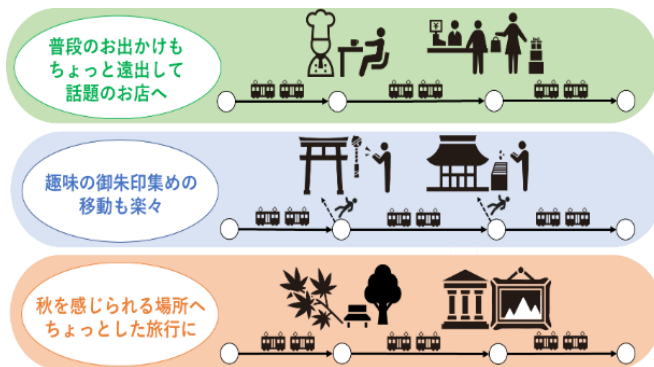 普段のお出かけも
ちょっと遠出して
話題のお店へ
¥
趣味の御朱印集めの
移動も楽々
秋を感じられる場所へ
ちょっとした旅行に